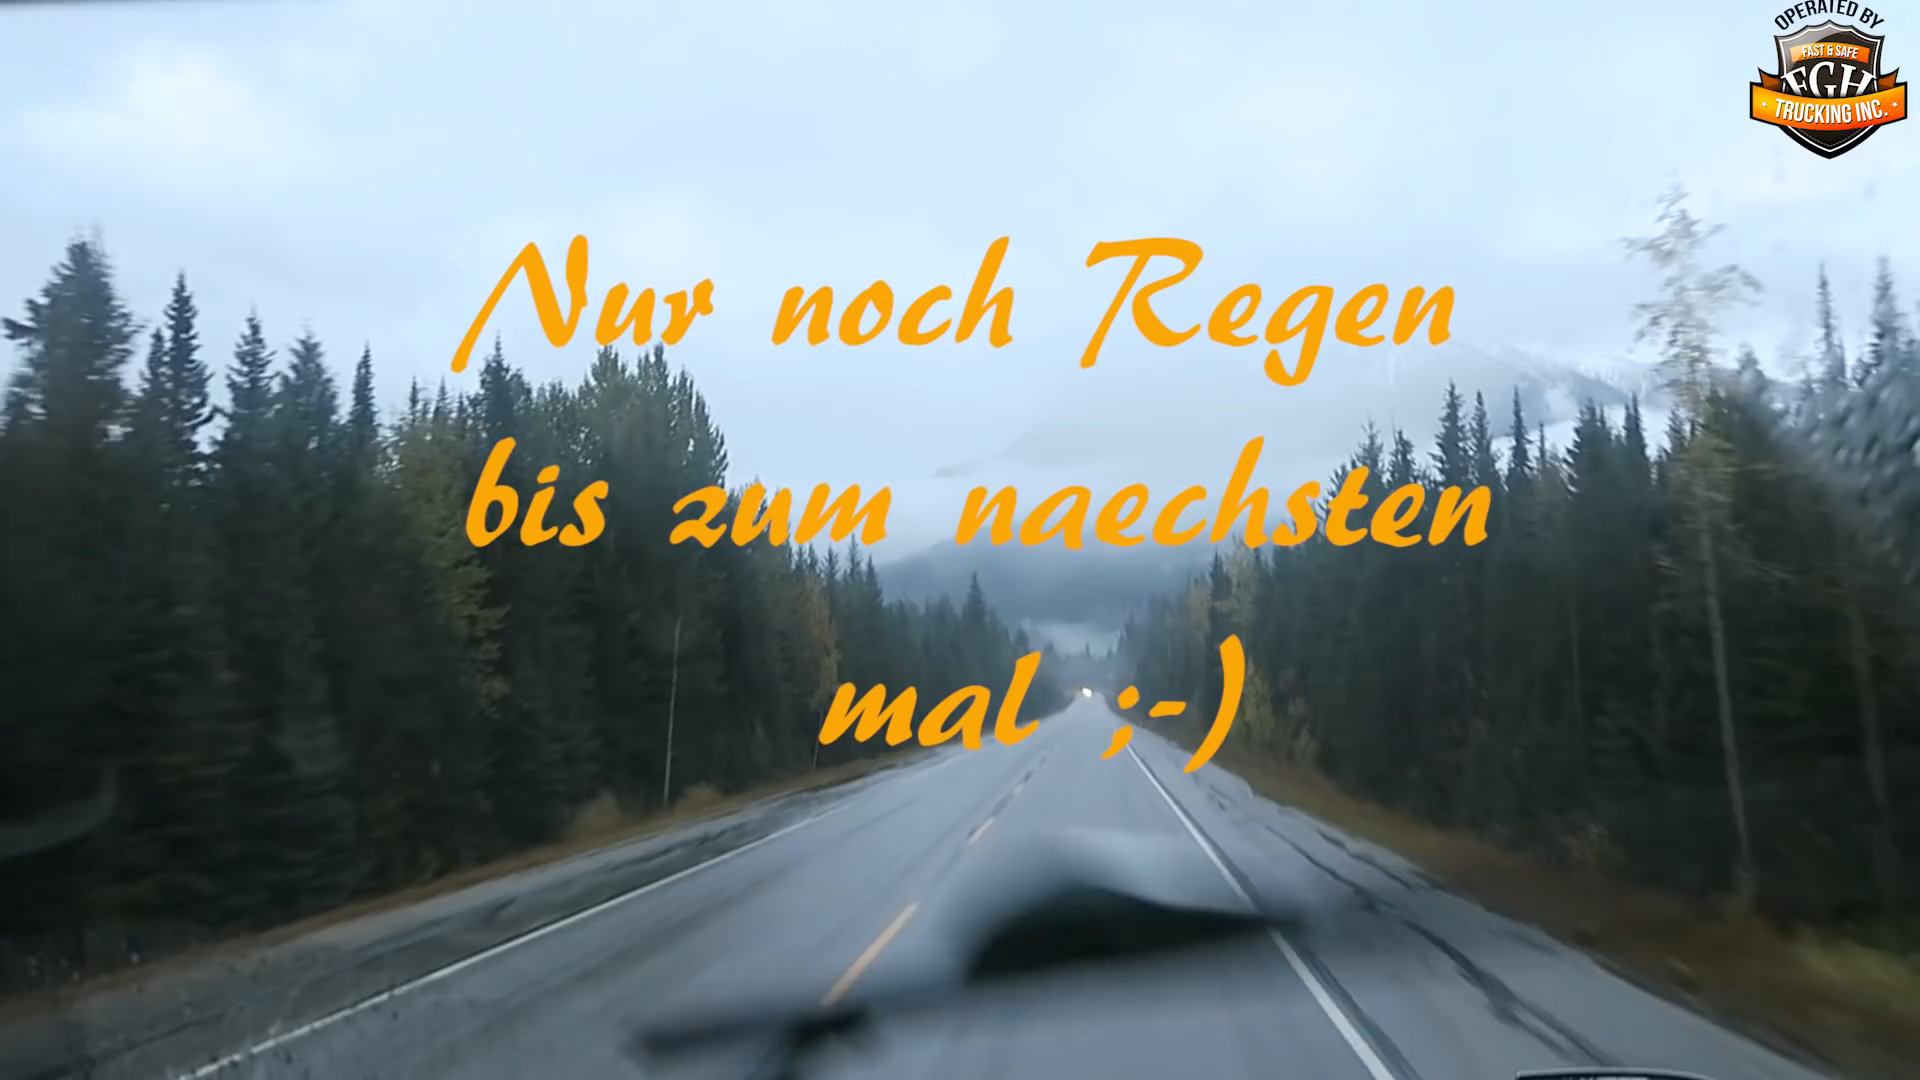 OPERATED BY
FAST & SAFE
FGH
TRUCKING INC.
Nur noch Regen
bis zum naechsten
mal ;-)